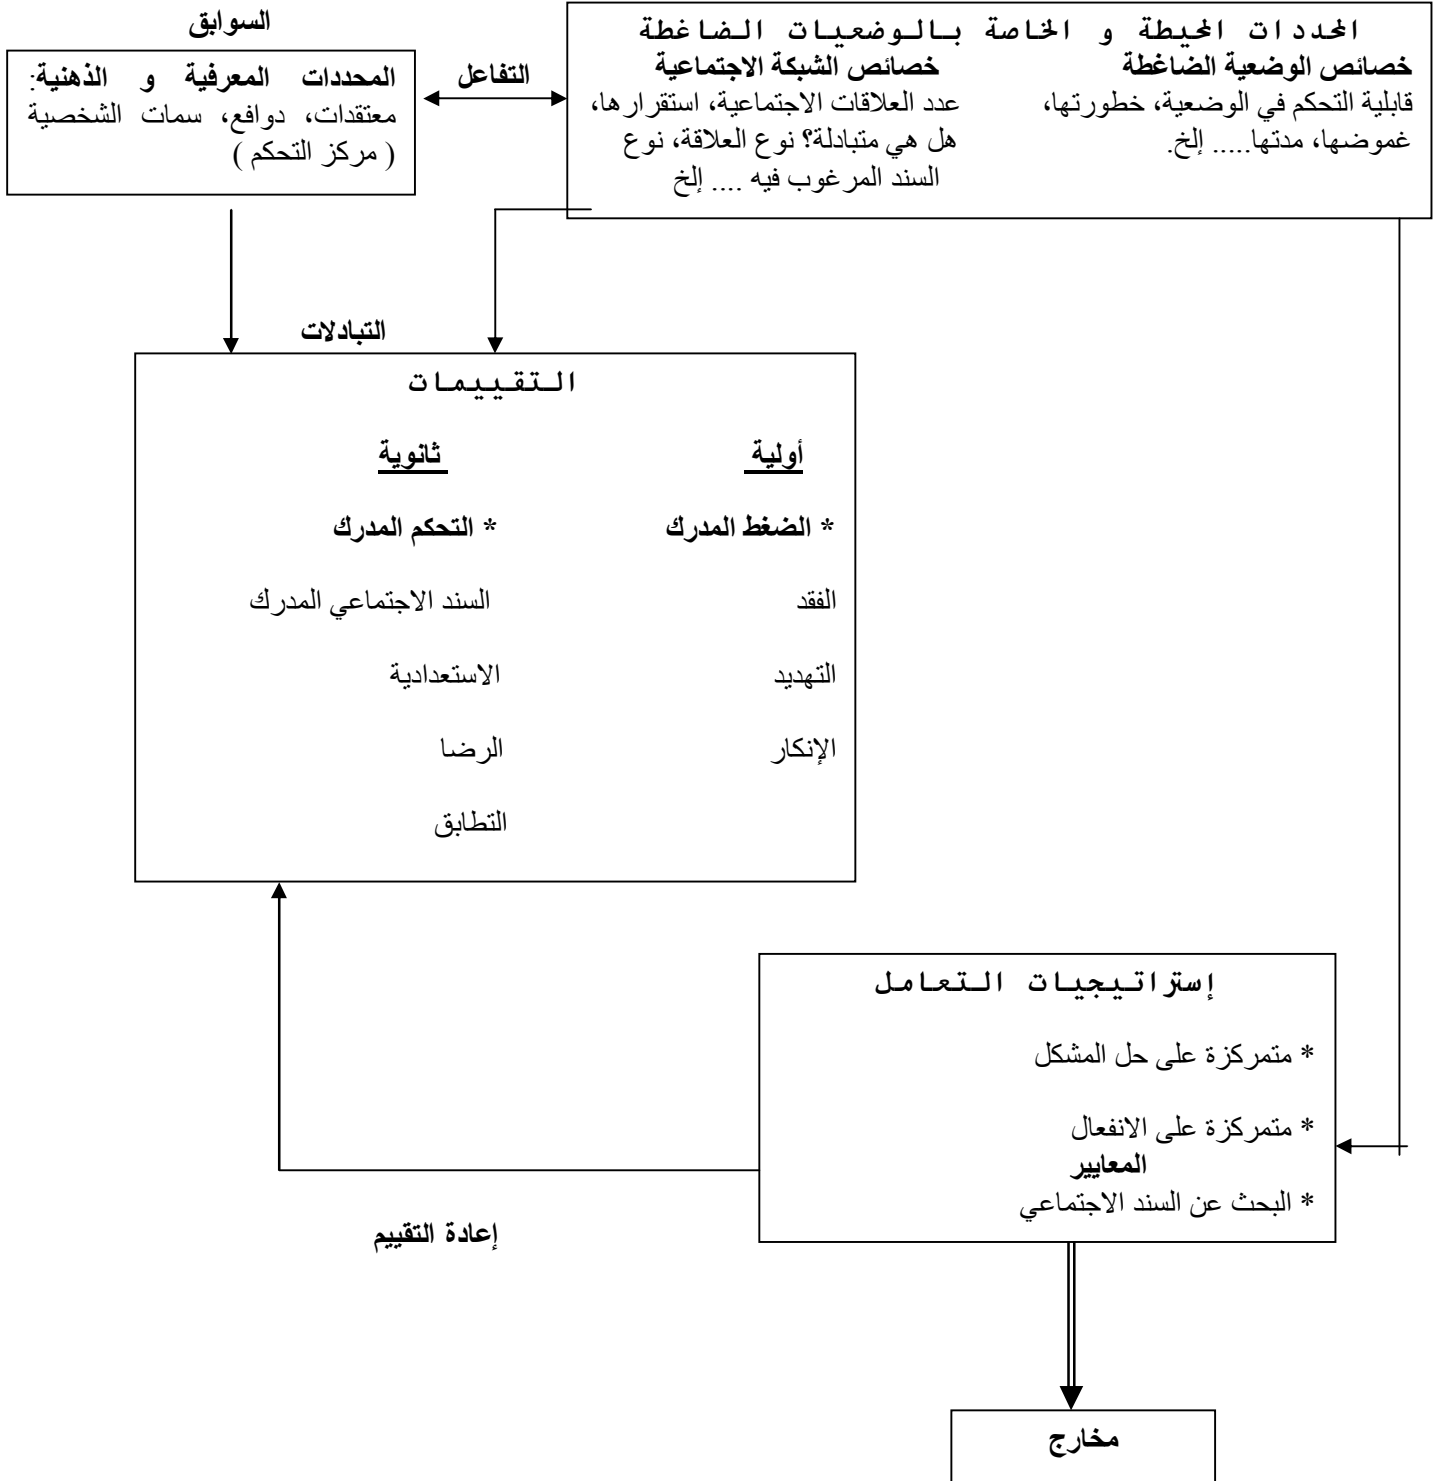 السوابق
المحددات المحيطة و الخاصة بالوضعيات الضاغطة
خصائص الوضعية الضاغطة
قابلية التحكم في الوضعية، خطورتها،
غموضها، مدتها..... إلخ.
خصائص الشبكة الاجتماعية
عدد العلاقات الاجتماعية، استقرارها،
هل هي متبادلة؟ نوع العلاقة، نوع
السند المرغوب فيه .... إلخ
التفاعل
المحددات المعرفية و الذهنية:
معتقدات، دوافع، سمات الشخصية
( مركز التحكم )
التبادلات
التقييمات
أولية
* الضغط المدرك
الفقد
التهديد
الإنكار
ثانوية
* التحكم المدرك
السند الاجتماعي المدرك
الاستعدادية
الرضا
التطابق
إستراتيجيات التعامل
* متمركزة على حل المشكل
* متمركزة على الانفعال
المعايير
* البحث عن السند الاجتماعي
إعادة التقييم
مخارج